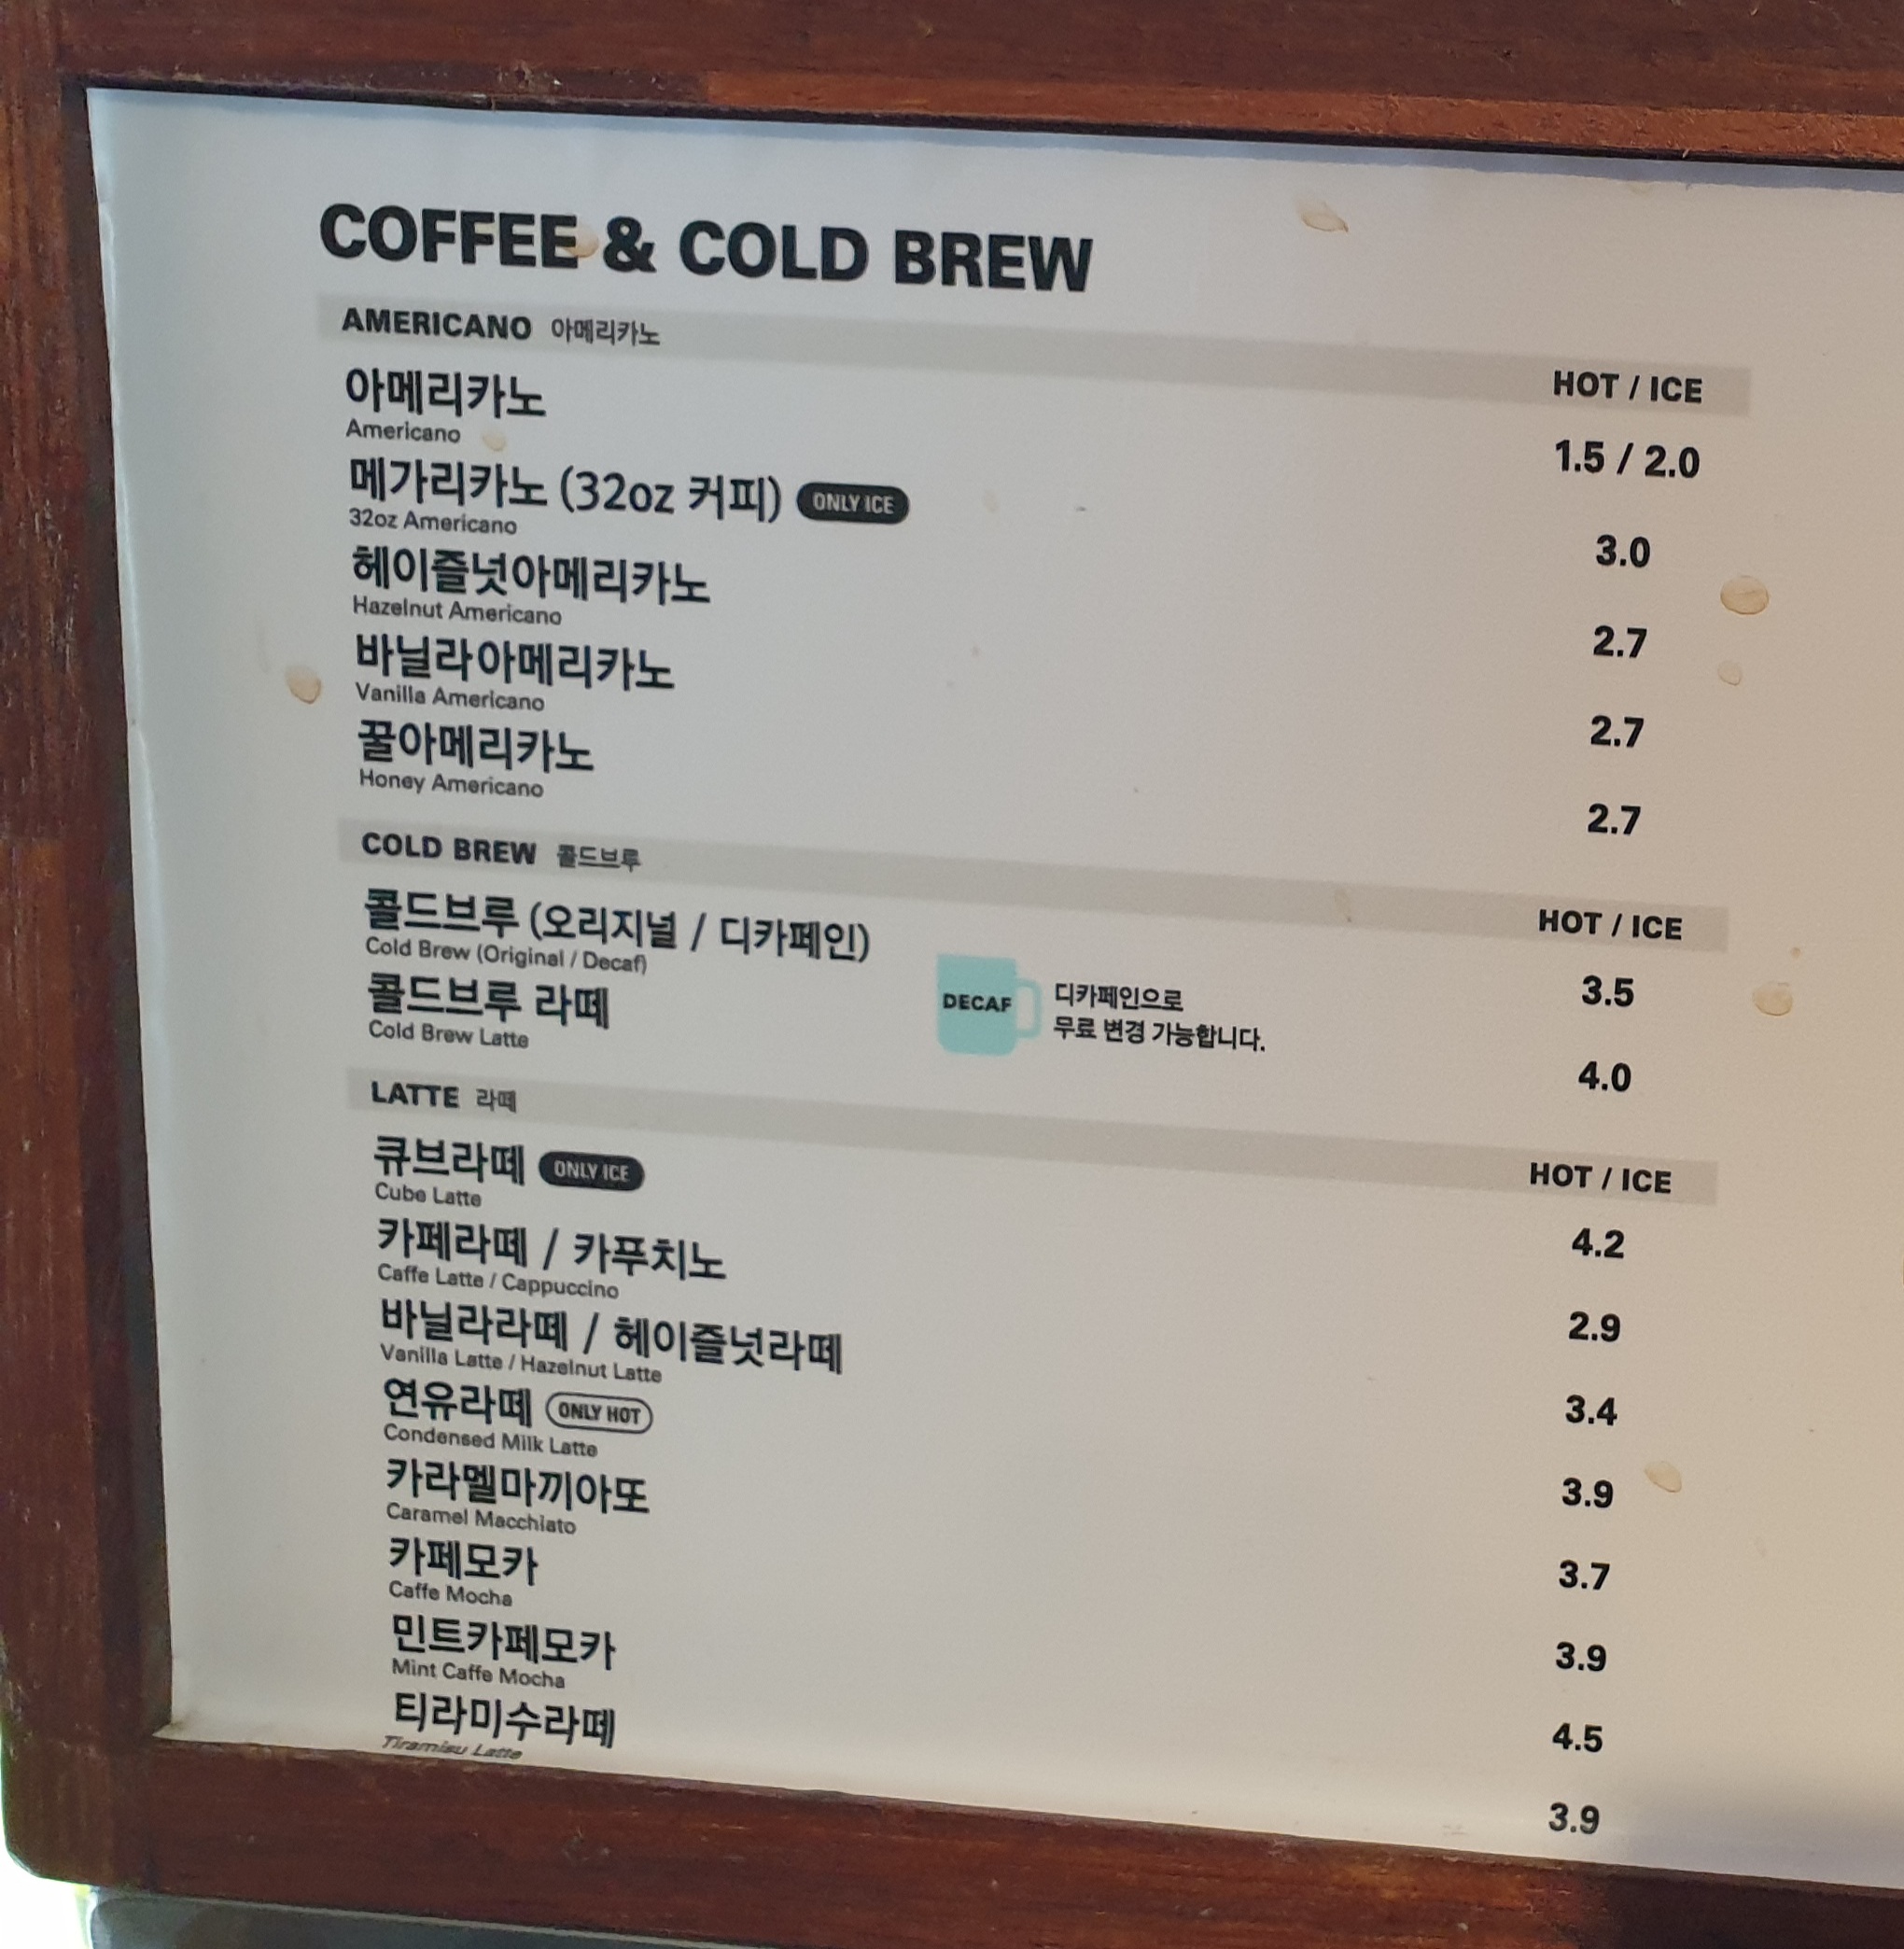 COFFEE & COLD BREW
AMERICANO 아메리카노 HOT / ICE
아메리카노 1.5 / 2.0
Americano
메가리카노 (32oz 커피) ONLY ICE 3.0
32oz Americano
헤이즐넛아메리카노 2.7
Hazelnut Americano
바닐라아메리카노 2.7
Vanilla Americano
꿀아메리카노 2.7
Honey Americano
COLD BREW 콜드브루 HOT / ICE
콜드브루 (오리지널 / 디카페인) 3.5
Cold Brew (Original / Decaf)
콜드브루 라떼 4.0
Cold Brew Latte
DECAF 디카페인으로
무료 변경 가능합니다.
LATTE 라떼 HOT / ICE
큐브라떼 ONLY ICE 4.2
Cube Latte
카페라떼 / 카푸치노 2.9
Caffe Latte / Cappuccino
바닐라라떼 / 헤이즐넛라떼 3.4
Vanilla Latte / Hazelnut Latte
연유라떼 ONLY HOT 3.9
Condensed Milk Latte
카라멜마끼아또 3.7
Caramel Macchiato
카페모카 3.9
Caffe Mocha
민트카페모카 4.5
Mint Caffe Mocha
티라미수라떼 3.9
Tiramisu Latte